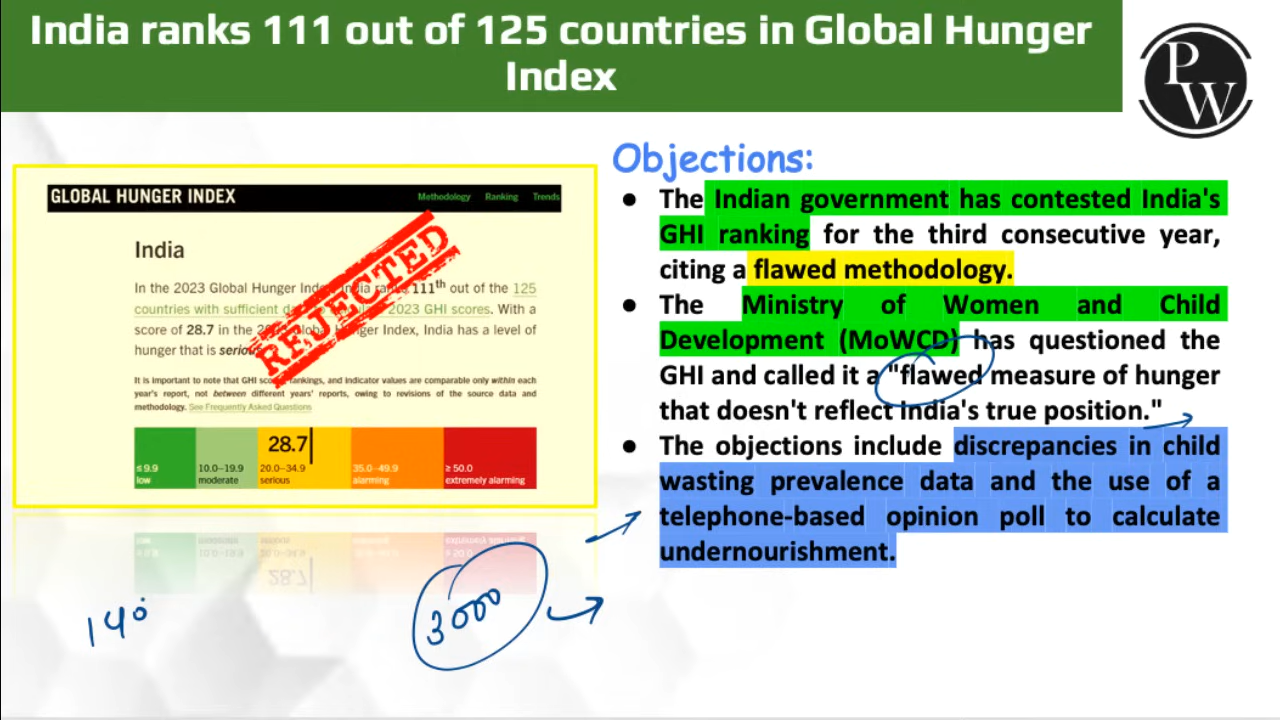 India ranks 111 out of 125 countries in Global Hunger
Index
PW
GLOBAL HUNGER INDEX
Methodology Ranking Trends
India
In the 2023 Global Hunger Index, India ranks 111th out of the 125
countries with sufficient data to calculate 2023 GHI scores. With a
score of 28.7 in the 2023 Global Hunger Index, India has a level of
hunger that is serious.
REJECTED
It is important to note that GHI scores, rankings, and indicator values are comparable only within each
year's report, not between different years' reports, owing to revisions of the source data and
methodology. See Frequently Asked Questions
28.7
≤ 9.9 10.0–19.9 20.0–34.9 35.0–49.9 ≥ 50.0
low moderate serious alarming extremely alarming
Objections:
● The Indian government has contested India's
GHI ranking for the third consecutive year,
citing a flawed methodology.
● The Ministry of Women and Child
Development (MoWCD) has questioned the
GHI and called it a "flawed measure of hunger
that doesn't reflect India's true position."
● The objections include discrepancies in child
wasting prevalence data and the use of a
telephone-based opinion poll to calculate
undernourishment.
140
3000